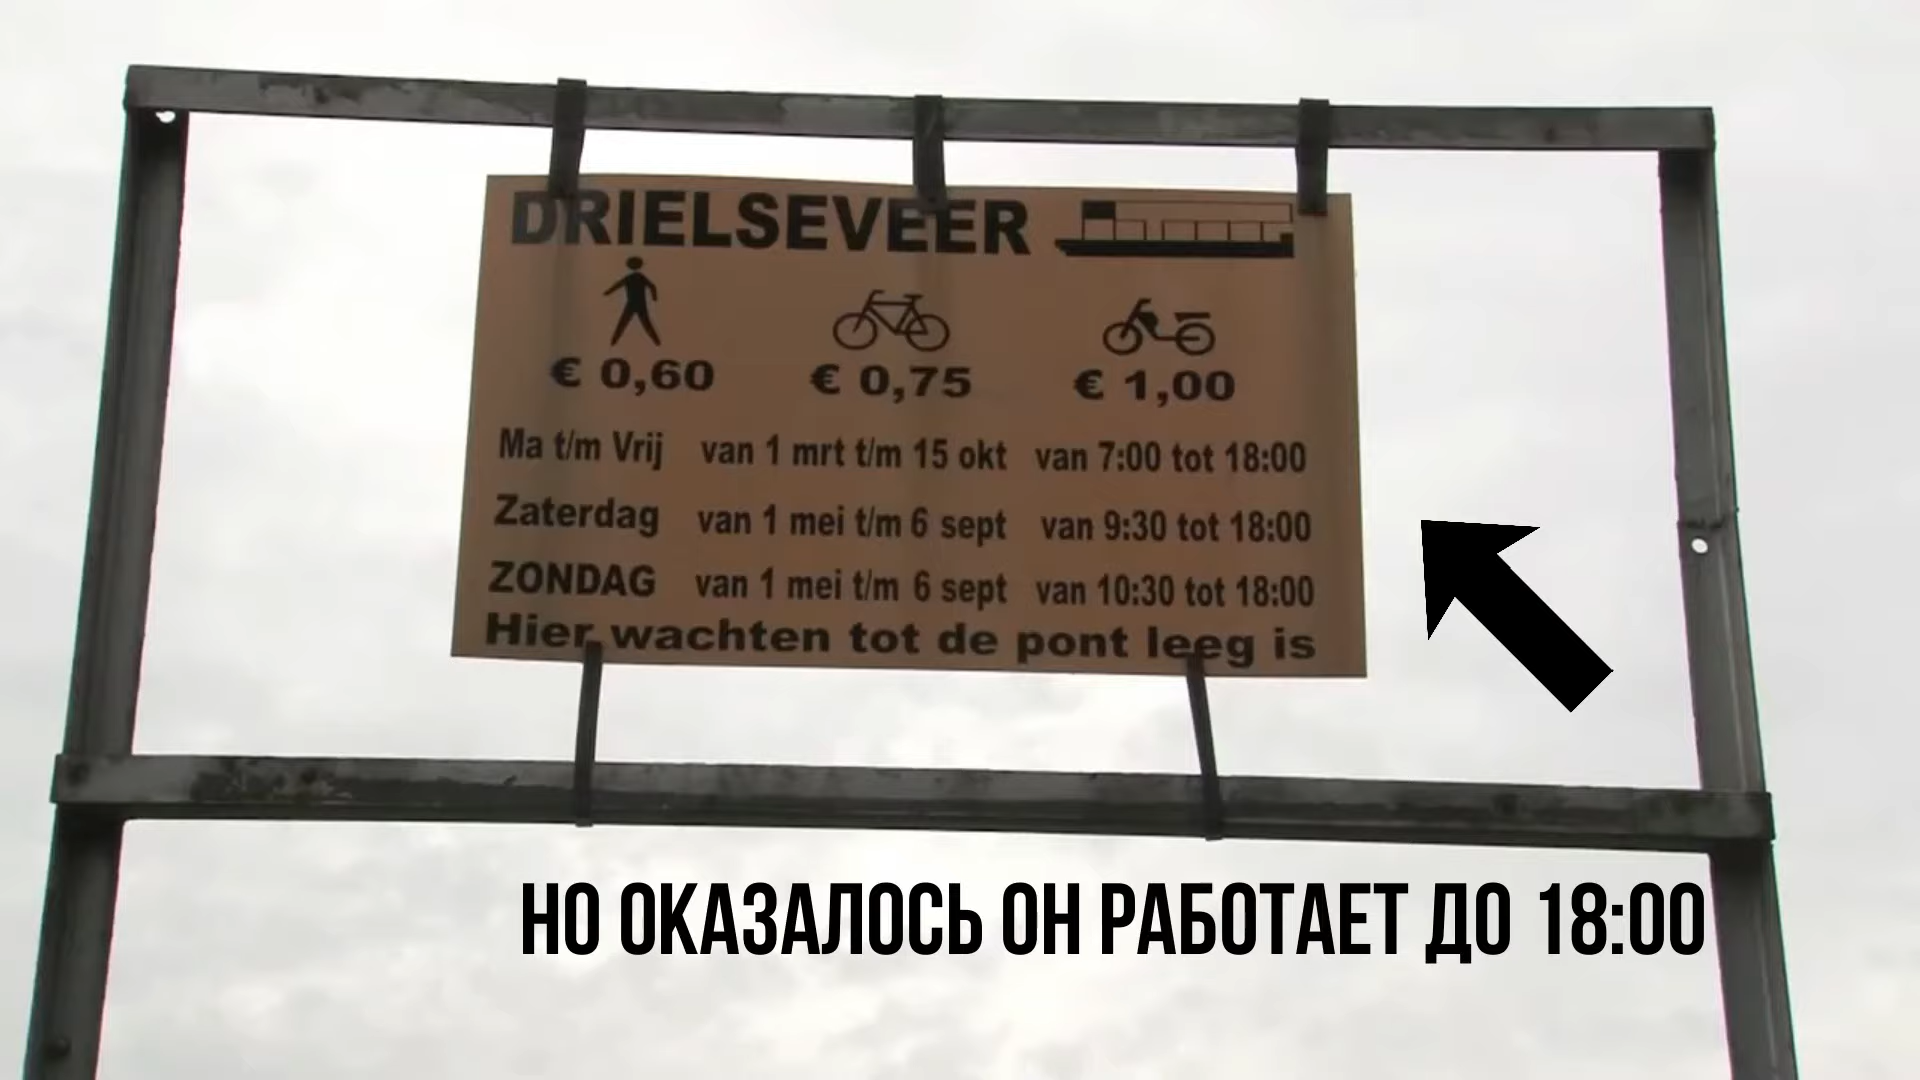 DRIELSEVEER
€ 0,60 € 0,75 € 1,00
Ma t/m Vrij van 1 mrt t/m 15 okt van 7:00 tot 18:00
Zaterdag van 1 mei t/m 6 sept van 9:30 tot 18:00
ZONDAG van 1 mei t/m 6 sept van 10:30 tot 18:00
Hier wachten tot de pont leeg is
НО ОКАЗАЛОСЬ ОН РАБОТАЕТ ДО 18:00